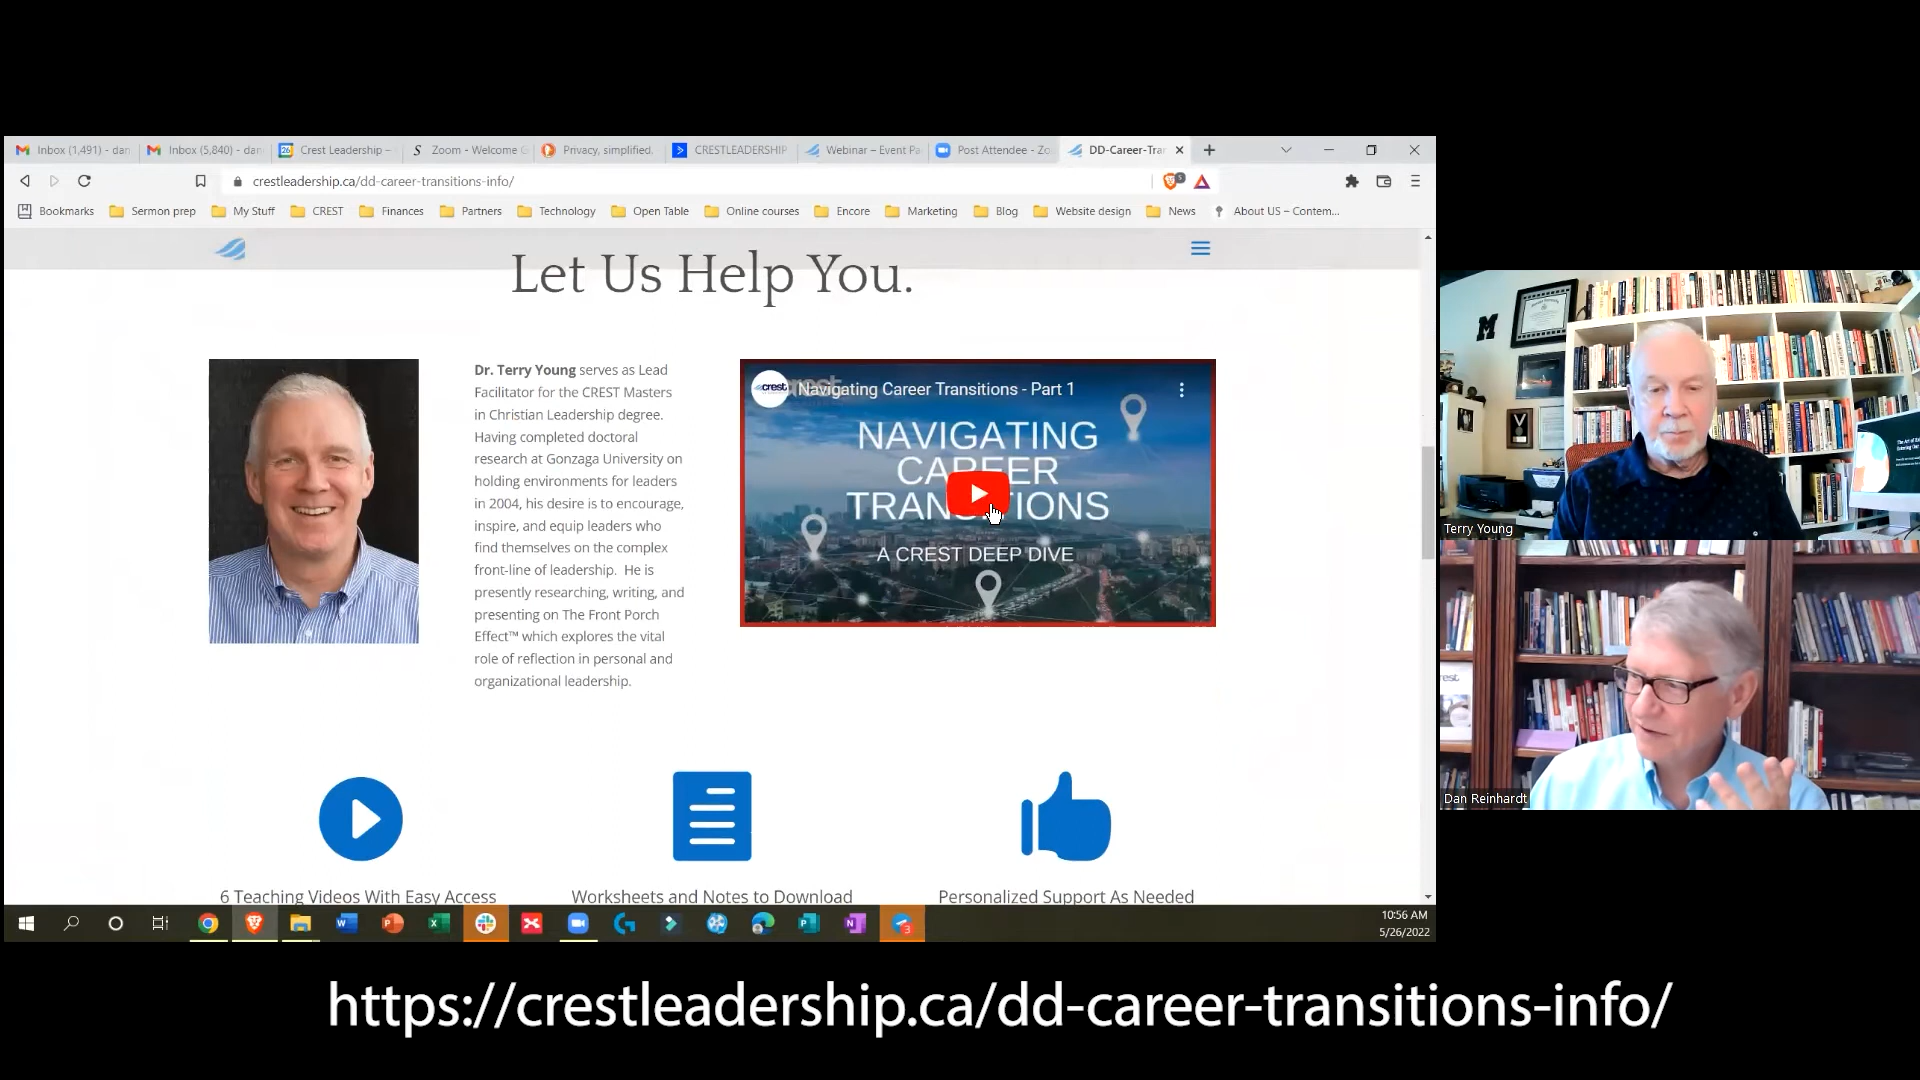 Inbox (1,491) - dan
Inbox (5,840) - dan
26
Crest Leadership –
S
Zoom - Welcome
Privacy, simplified.
CRESTLEADERSHIP
Webinar – Event Pa
Post Attendee - Zo
DD-Career-Tra
crestleadership.ca/dd-career-transitions-info/
5
Bookmarks
Sermon prep
My Stuff
CREST
Finances
Partners
Technology
Open Table
Online courses
Encore
Marketing
Blog
Website design
News
About US – Contem...
Let Us Help You.
Dr. Terry Young serves as Lead
Facilitator for the CREST Masters
in Christian Leadership degree.
Having completed doctoral
research at Gonzaga University on
holding environments for leaders
in 2004, his desire is to encourage,
inspire, and equip leaders who
find themselves on the complex
front-line of leadership. He is
presently researching, writing, and
presenting on The Front Porch
Effect™ which explores the vital
role of reflection in personal and
organizational leadership.
crest
Navigating Career Transitions - Part 1
NAVIGATING
CAREER
TRANSITIONS
A CREST DEEP DIVE
6 Teaching Videos With Easy Access
Worksheets and Notes to Download
Personalized Support As Needed
M
Terry Young
Dan Reinhardt
3
10:56 AM
5/26/2022
https://crestleadership.ca/dd-career-transitions-info/